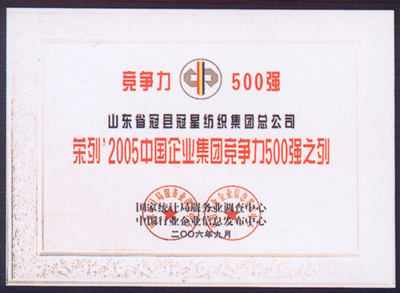 竞争力 500强
山东省冠县冠星纺织集团总公司
荣列'2005中国企业集团竞争力500强之列
国家统计局服务业调查中心
中国行业企业信息发布中心
二〇〇六年九月